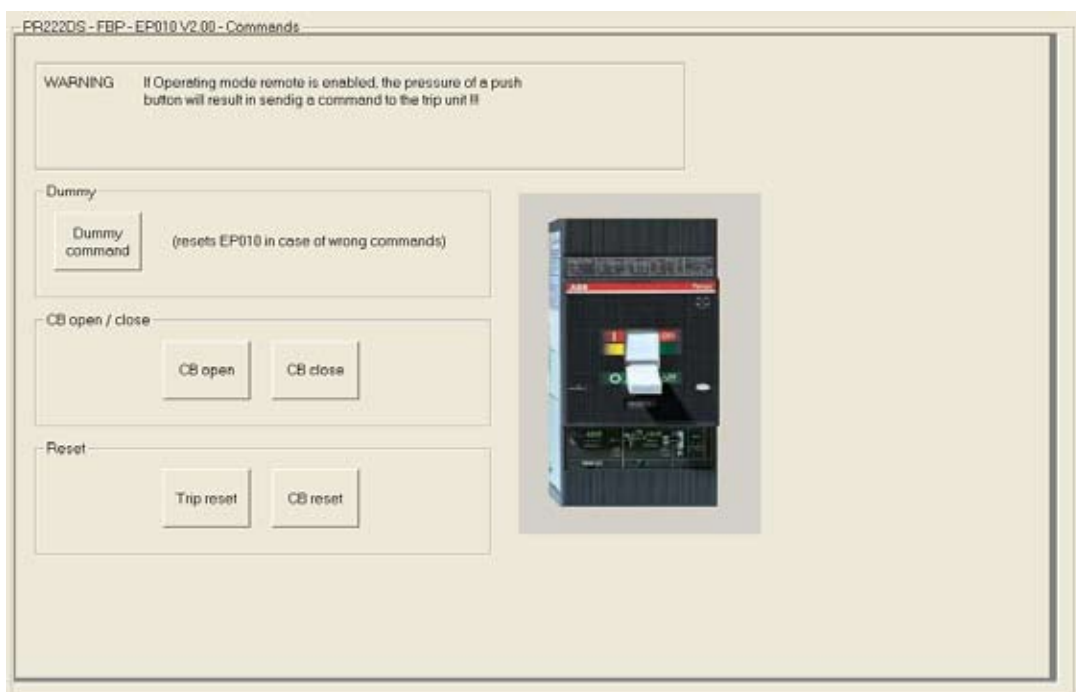 PR222DS - FBP - EP010 V2.00 - Commands
WARNING If Operating mode remote is enabled, the pressure of a push
button will result in sendig a command to the trip unit !!!
Dummy
Dummy
command
(resets EP010 in case of wrong commands)
CB open / close
CB open
CB close
Reset
Trip reset
CB reset
ABB